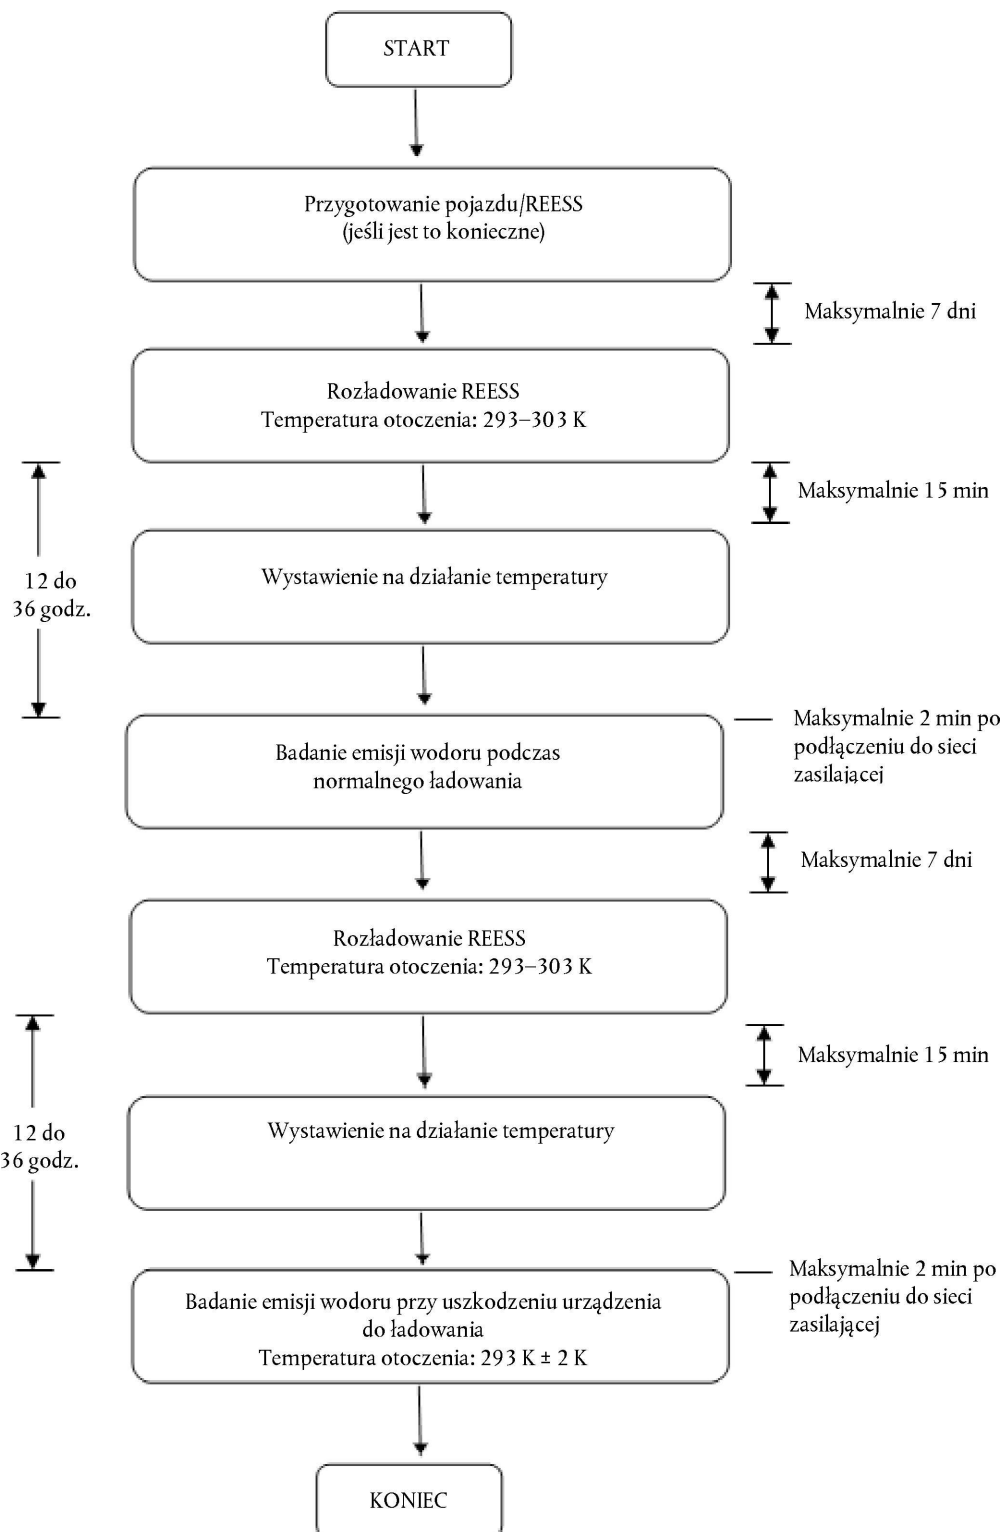 START
Przygotowanie pojazdu/REESS
(jeśli jest to konieczne)
Maksymalnie 7 dni
Rozładowanie REESS
Temperatura otoczenia: 293–303 K
Maksymalnie 15 min
12 do
36 godz.
Wystawienie na działanie temperatury
Maksymalnie 2 min po
podłączeniu do sieci
zasilającej
Badanie emisji wodoru podczas
normalnego ładowania
Maksymalnie 7 dni
Rozładowanie REESS
Temperatura otoczenia: 293–303 K
Maksymalnie 15 min
12 do
36 godz.
Wystawienie na działanie temperatury
Maksymalnie 2 min po
podłączeniu do sieci
zasilającej
Badanie emisji wodoru przy uszkodzeniu urządzenia
do ładowania
Temperatura otoczenia: 293 K ± 2 K
KONIEC